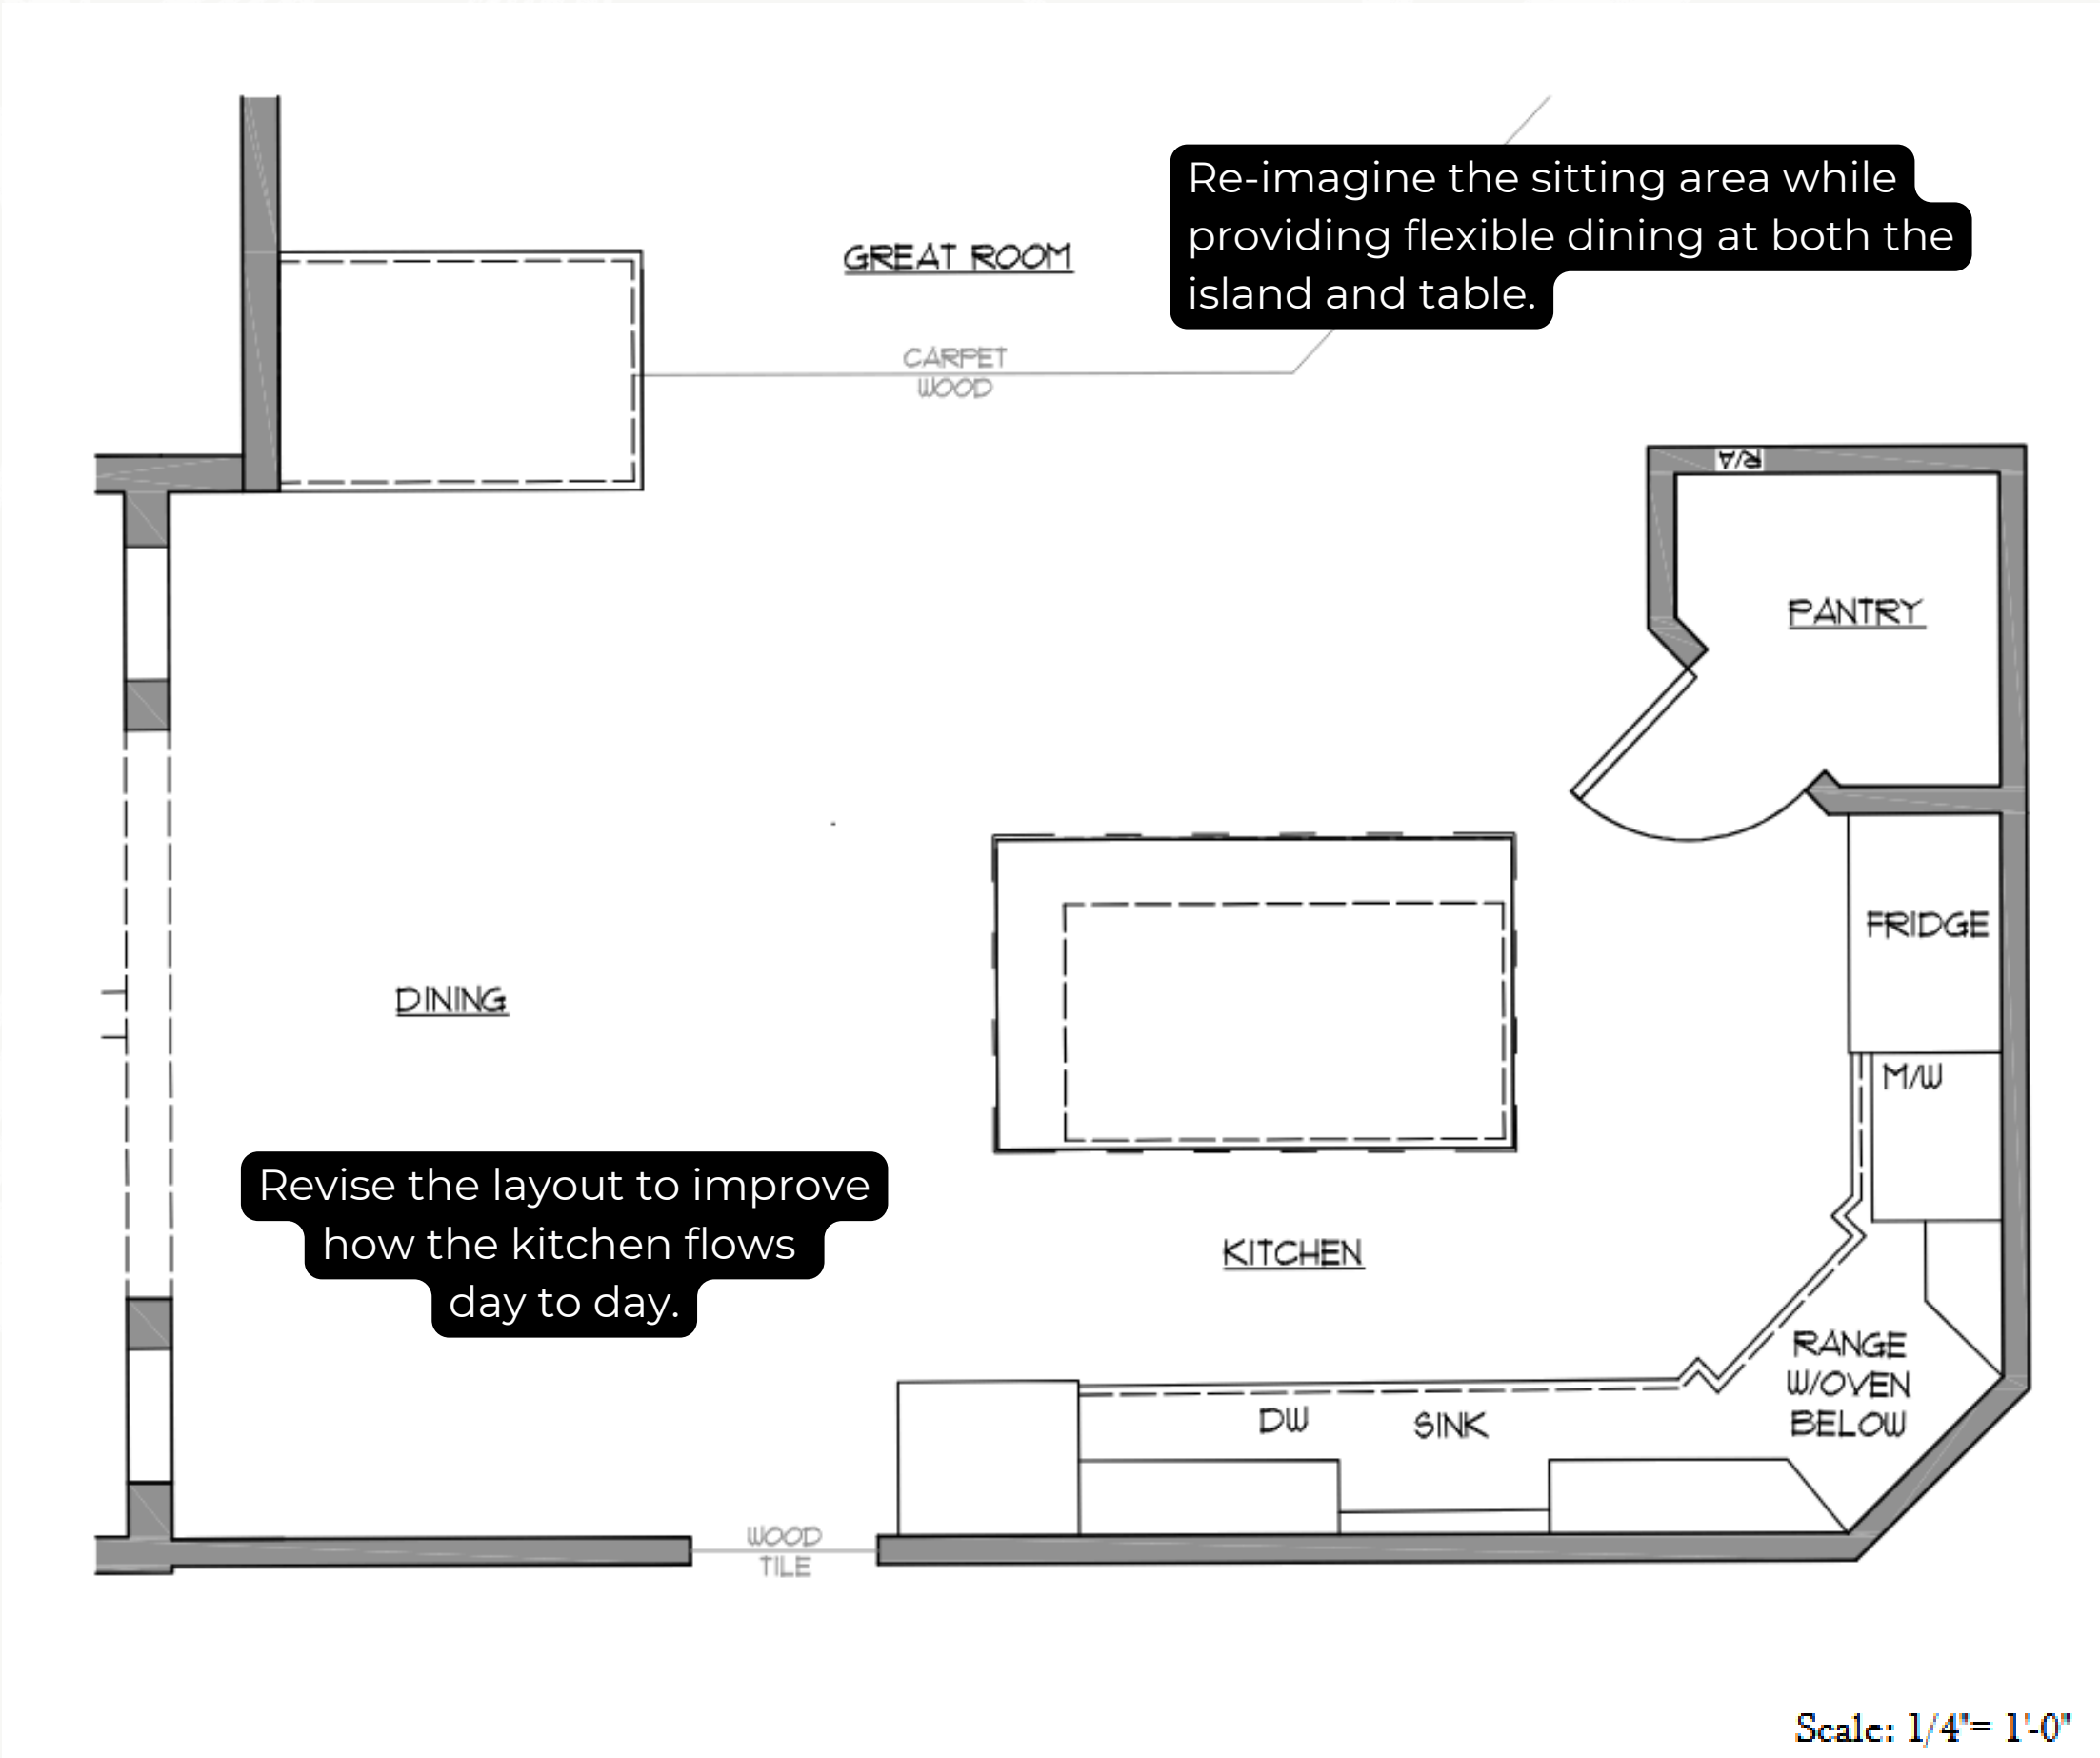 Re-imagine the sitting area while
providing flexible dining at both the
island and table.
GREAT ROOM
CARPET
WOOD
R/A
PANTRY
FRIDGE
DINING
M/W
Revise the layout to improve
how the kitchen flows
day to day.
KITCHEN
RANGE
W/OVEN
BELOW
DW
SINK
WOOD
TILE
Scale: 1/4"= 1'-0"